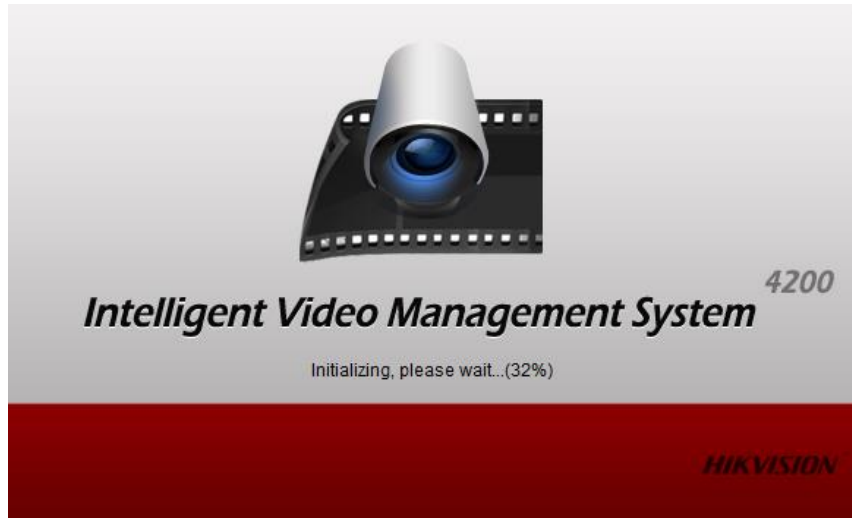 4200
Intelligent Video Management System
Initializing, please wait...(32%)
HIKVISION